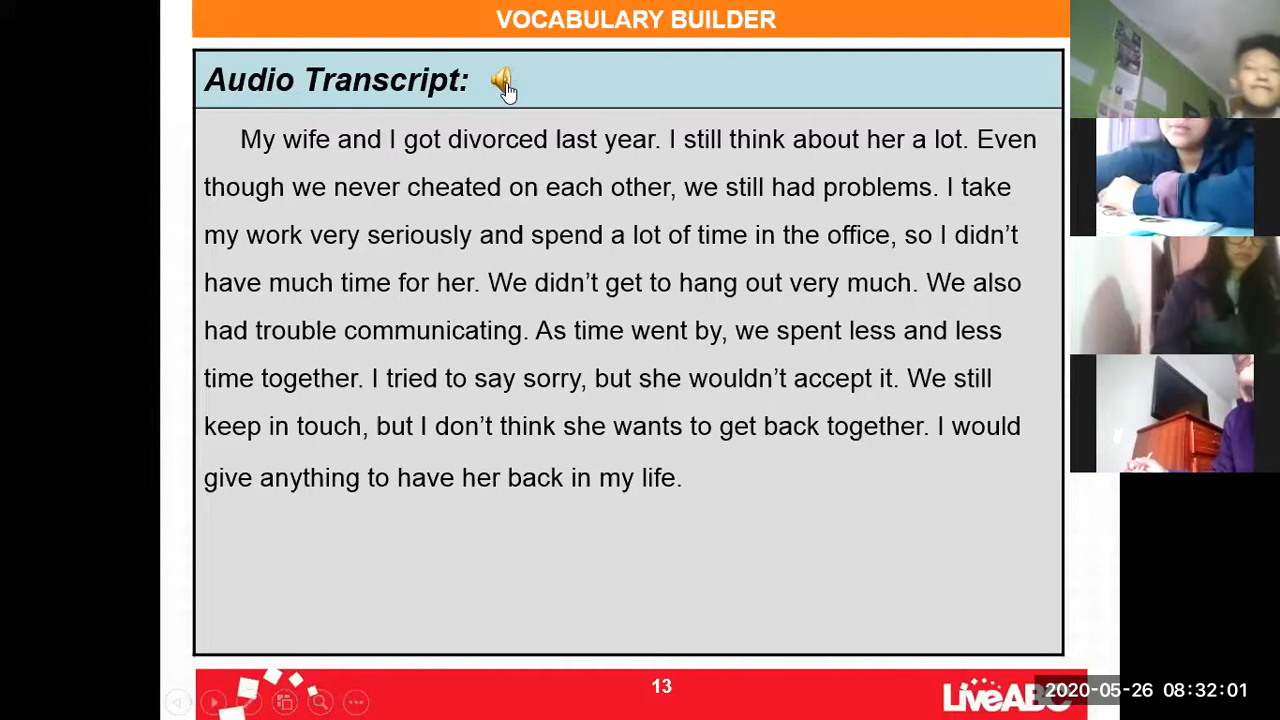 VOCABULARY BUILDER
Audio Transcript:
My wife and I got divorced last year. I still think about her a lot. Even
though we never cheated on each other, we still had problems. I take
my work very seriously and spend a lot of time in the office, so I didn’t
have much time for her. We didn’t get to hang out very much. We also
had trouble communicating. As time went by, we spent less and less
time together. I tried to say sorry, but she wouldn’t accept it. We still
keep in touch, but I don’t think she wants to get back together. I would
give anything to have her back in my life.
13
LiveABC
2020-05-26 08:32:01